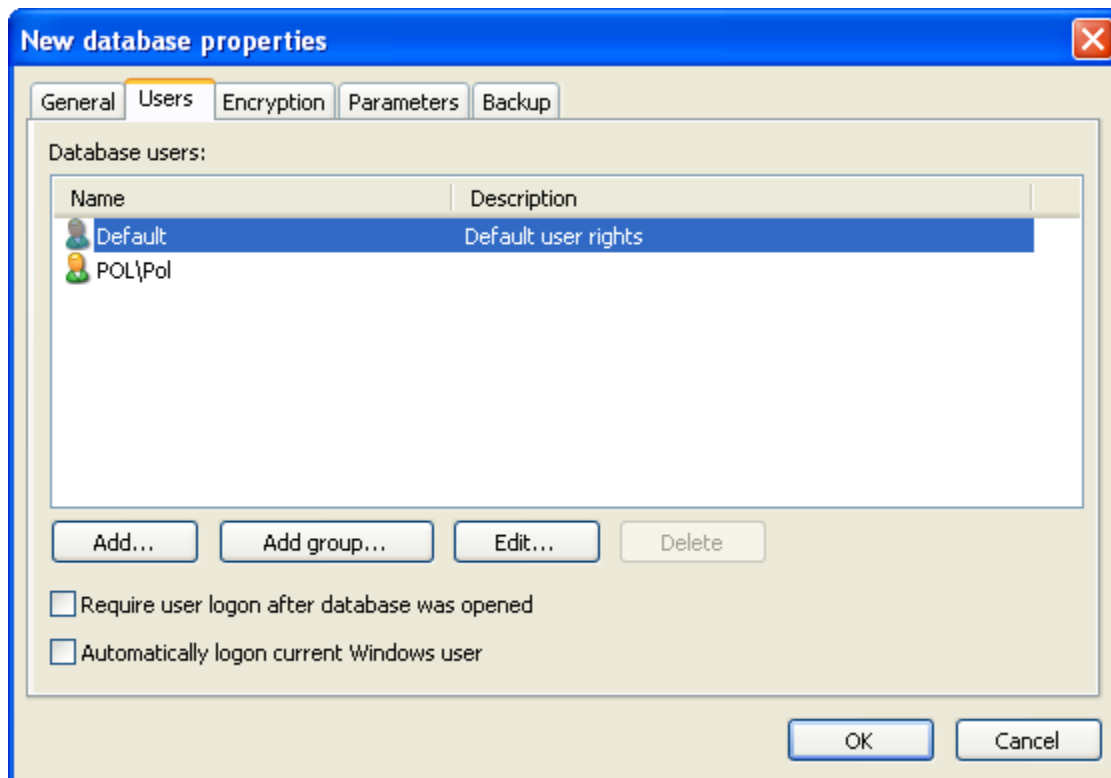 New database properties
General Users Encryption Parameters Backup
Database users:
Name Description
Default Default user rights
POL\Pol
Add... Add group... Edit... Delete
Require user logon after database was opened
Automatically logon current Windows user
OK Cancel